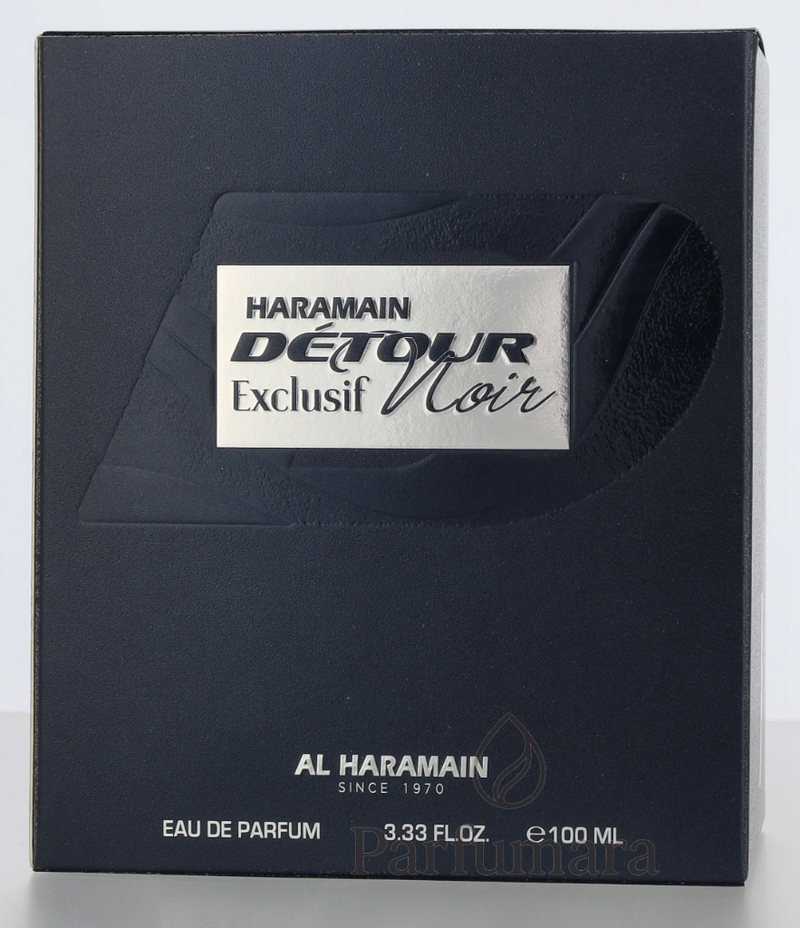 HARAMAIN
DÉTOUR
Exclusif Noir
AL HARAMAIN
SINCE 1970
EAU DE PARFUM 3.33 FL.OZ. ℮100 ML
Parfumara